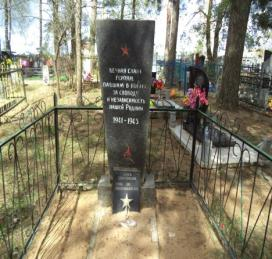 ВЕЧНАЯ СЛАВА
ГЕРОЯМ
ПАВШИМ В БОЯХ
ЗА СВОБОДУ
И НЕЗАВИСИМОСТЬ
НАШЕЙ РОДИНЫ
1941-1945